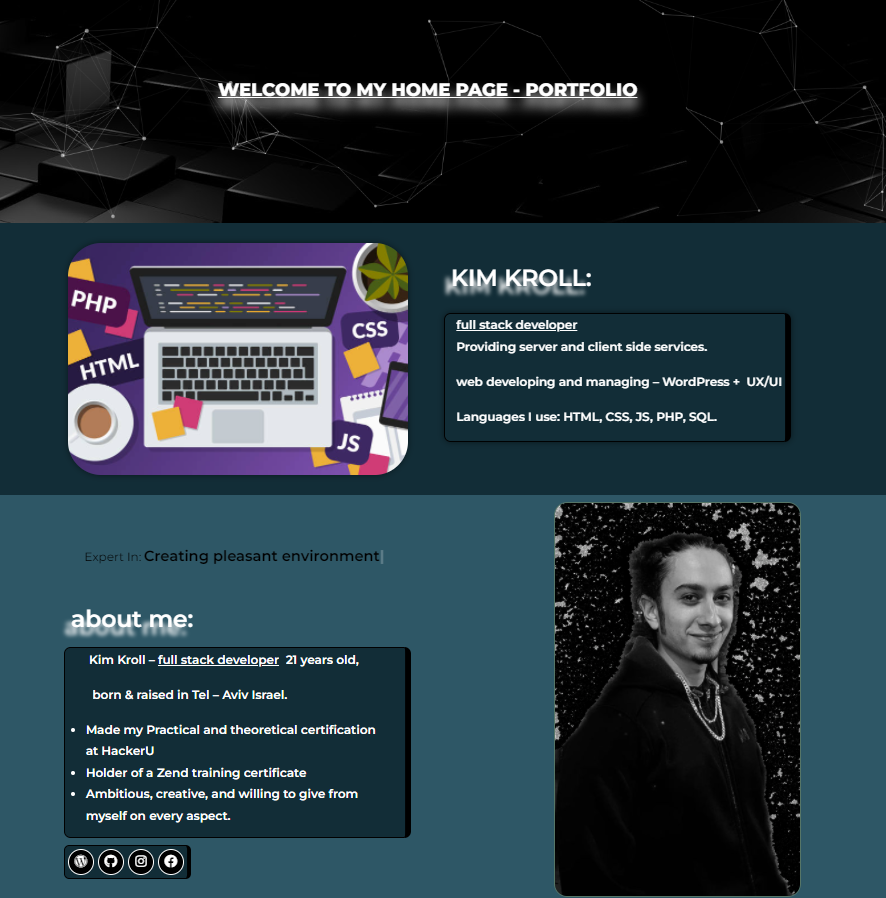 WELCOME TO MY HOME PAGE - PORTFOLIO
PHP
HTML
CSS
JS
KIM KROLL:
full stack developer
Providing server and client side services.
web developing and managing – WordPress + UX/UI
Languages I use: HTML, CSS, JS, PHP, SQL.
Expert In: Creating pleasant environment|
about me:
Kim Kroll – full stack developer 21 years old,
born & raised in Tel – Aviv Israel.
• Made my Practical and theoretical certification
at HackerU
• Holder of a Zend training certificate
• Ambitious, creative, and willing to give from
myself on every aspect.